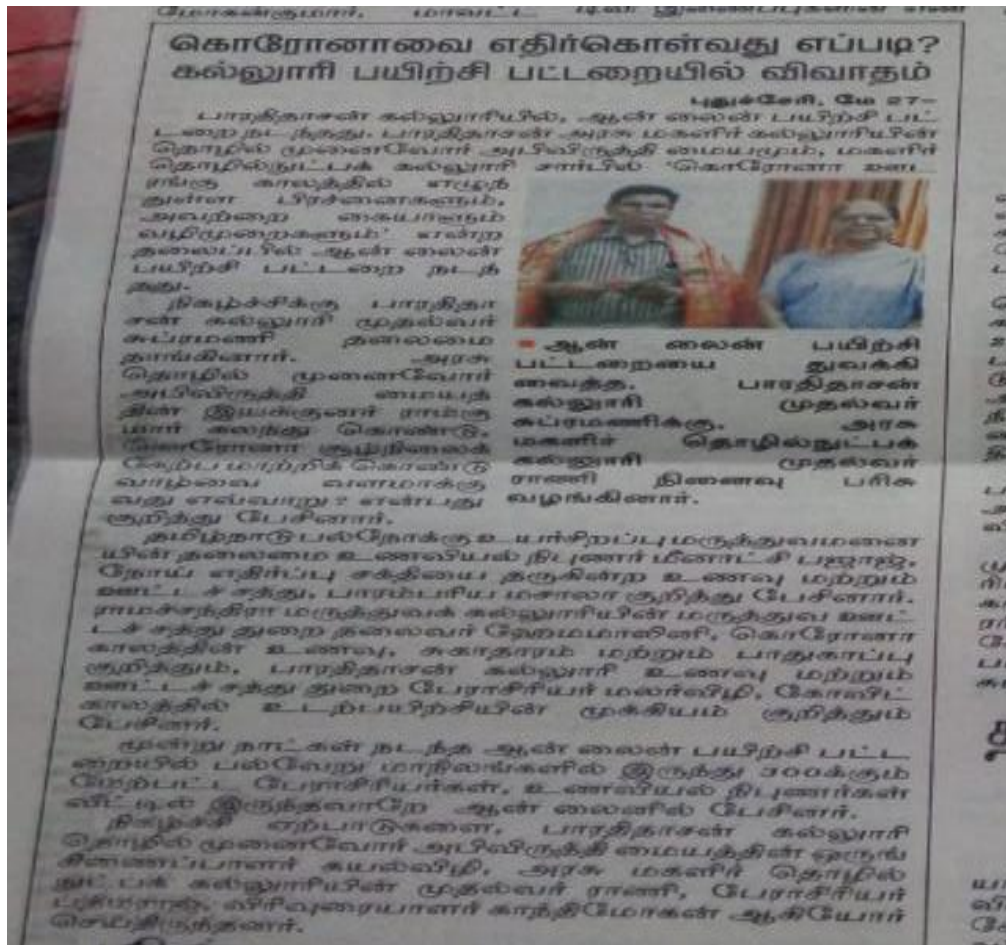 மோகன்குமார், மாவட்ட
கொரோனாவை எதிர்கொள்வது எப்படி?
கல்லுாரி பயிற்சி பட்டறையில் விவாதம்
புதுச்சேரி, மே 27–
பாரதிதாசன் கல்லுாரியில், ஆன் லைன் பயிற்சி பட்
டறை நடந்தது. பாரதிதாசன் அரசு மகளிர் கல்லுாரியின்
தொழில் முனைவோர் அபிவிருத்தி மையமும், மகளிர்
தொழில்நுட்பக் கல்லுாரி சார்பில் 'கொரோனா ஊட
ரங்கு காலத்தில் எழுந்
துள்ள பிரச்னைகளும்,
அவற்றை கையாளும்
வழிமுறைகளும்' என்ற
தலைப்பில் ஆன் லைன்
பயிற்சி பட்டறை நடந்
தது.
நிகழ்ச்சிக்கு பாரதிதா
சன் கல்லுாரி முதல்வர்
சுப்ரமணி தலைமை
தாங்கினார். அரசு
தொழில் முனைவோர்
அபிவிருத்தி மையத்
தின் இயக்குனர் ராம்கு
மார் கலந்து கொண்டு,
கொரோனா சூழ்நிலைக்
கேற்ப மாற்றிக் கொண்டு
வாழ்வை வளமாக்கு
வது எவ்வாறு? என்பது
குறித்து பேசினார்.
■ ஆன் லைன் பயிற்சி
பட்டறையை துவக்கி
வைத்த, பாரதிதாசன்
கல்லுாரி முதல்வர்
சுப்ரமணிக்கு, அரசு
மகளிர் தொழில்நுட்பக்
கல்லுாரி முதல்வர்
ராணி நினைவு பரிசு
வழங்கினார்.
தமிழ்நாடு பல்நோக்கு உயர்சிறப்பு மருத்துவமனை
யின் தலைமை உணவியல் நிபுணர் மீனாட்சி பஜாஜ்,
நோய் எதிர்ப்பு சக்தியை தருகின்ற உணவு மற்றும்
ஊட்டச்சத்து, பாரம்பரிய மசாலா குறித்து பேசினார்.
ராமச்சந்திரா மருத்துவக் கல்லுாரியின் மருத்துவ ஊட்
டச்சத்து துறை தலைவர் ஹேமமாலினி, கொரோனா
காலத்தின் உணவு, சுகாதாரம் மற்றும் பாதுகாப்பு
குறித்தும், பாரதிதாசன் கல்லுாரி உணவு மற்றும்
ஊட்டச்சத்து துறை பேராசிரியர் மலர்விழி, கோவிட்
காலத்தில் உடற்பயிற்சியின் முக்கியம் குறித்தும்
பேசினர்.
மூன்று நாட்கள் நடந்த ஆன் லைன் பயிற்சி பட்ட
றையில் பல்வேறு மாநிலங்களில் இருந்து 300க்கும்
மேற்பட்ட பேராசிரியர்கள், உணவியல் நிபுணர்கள்
வீட்டில் இருந்தவாறே ஆன் லைனில் பேசினர்.
நிகழ்ச்சி ஏற்பாடுகளை, பாரதிதாசன் கல்லுாரி
தொழில் முனைவோர் அபிவிருத்தி மையத்தின் ஒருங்
கிணைப்பாளர் கயல்விழி, அரசு மகளிர் தொழில்
நுட்பக் கல்லுாரியின் முதல்வர் ராணி, பேராசிரியர்
விரிவுரையாளர் காந்திமோகன் ஆகியோர்
செய்திருந்தனர்.